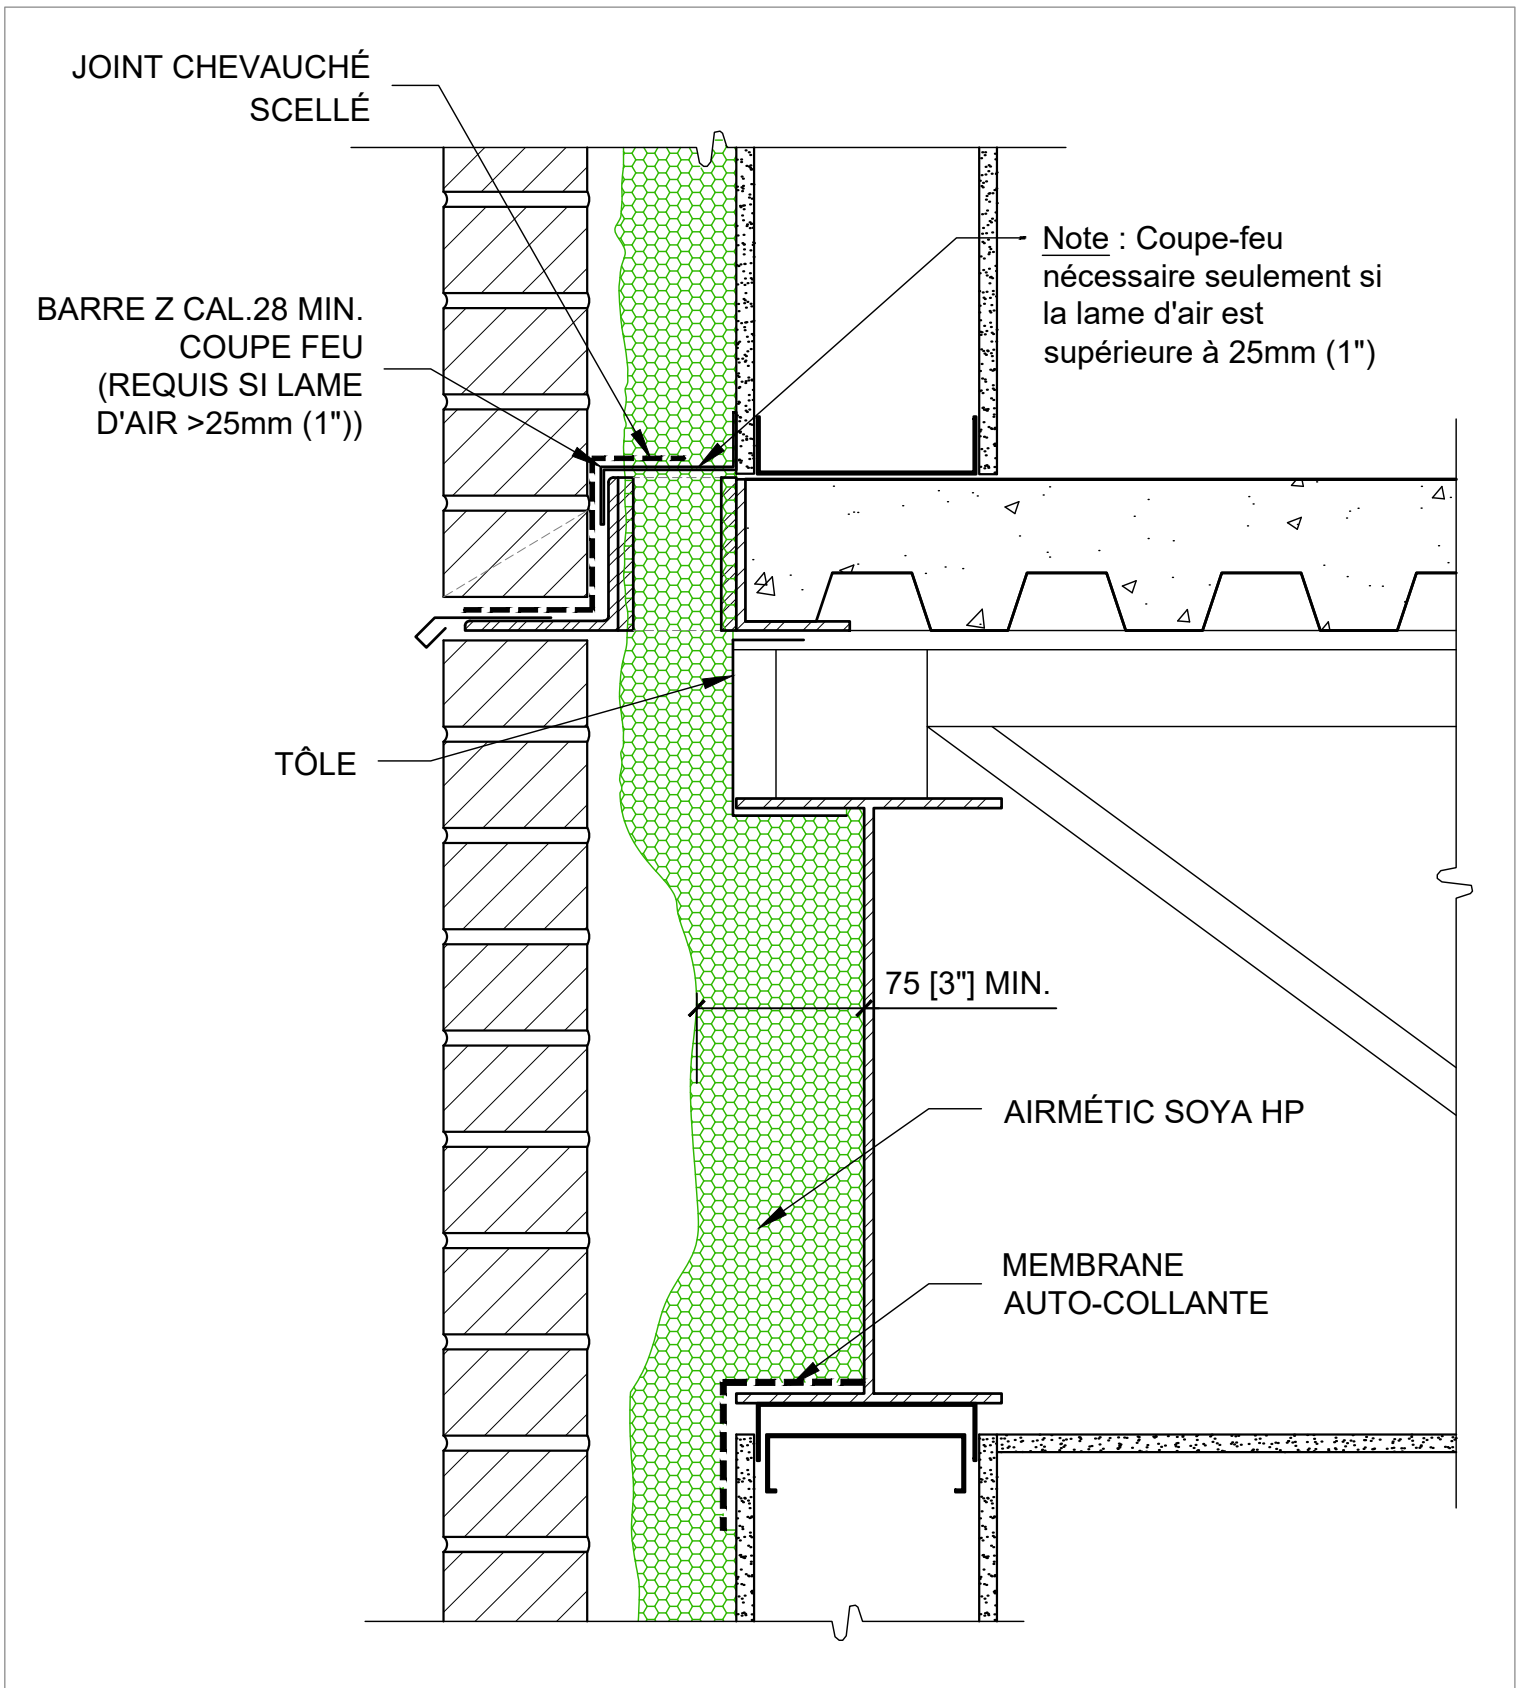 JOINT CHEVAUCHÉ
SCELLÉ
Note : Coupe-feu
nécessaire seulement si
la lame d'air est
supérieure à 25mm (1")
BARRE Z CAL.28 MIN.
COUPE FEU
(REQUIS SI LAME
D'AIR >25mm (1"))
TÔLE
75 [3"] MIN.
AIRMÉTIC SOYA HP
MEMBRANE
AUTO-COLLANTE